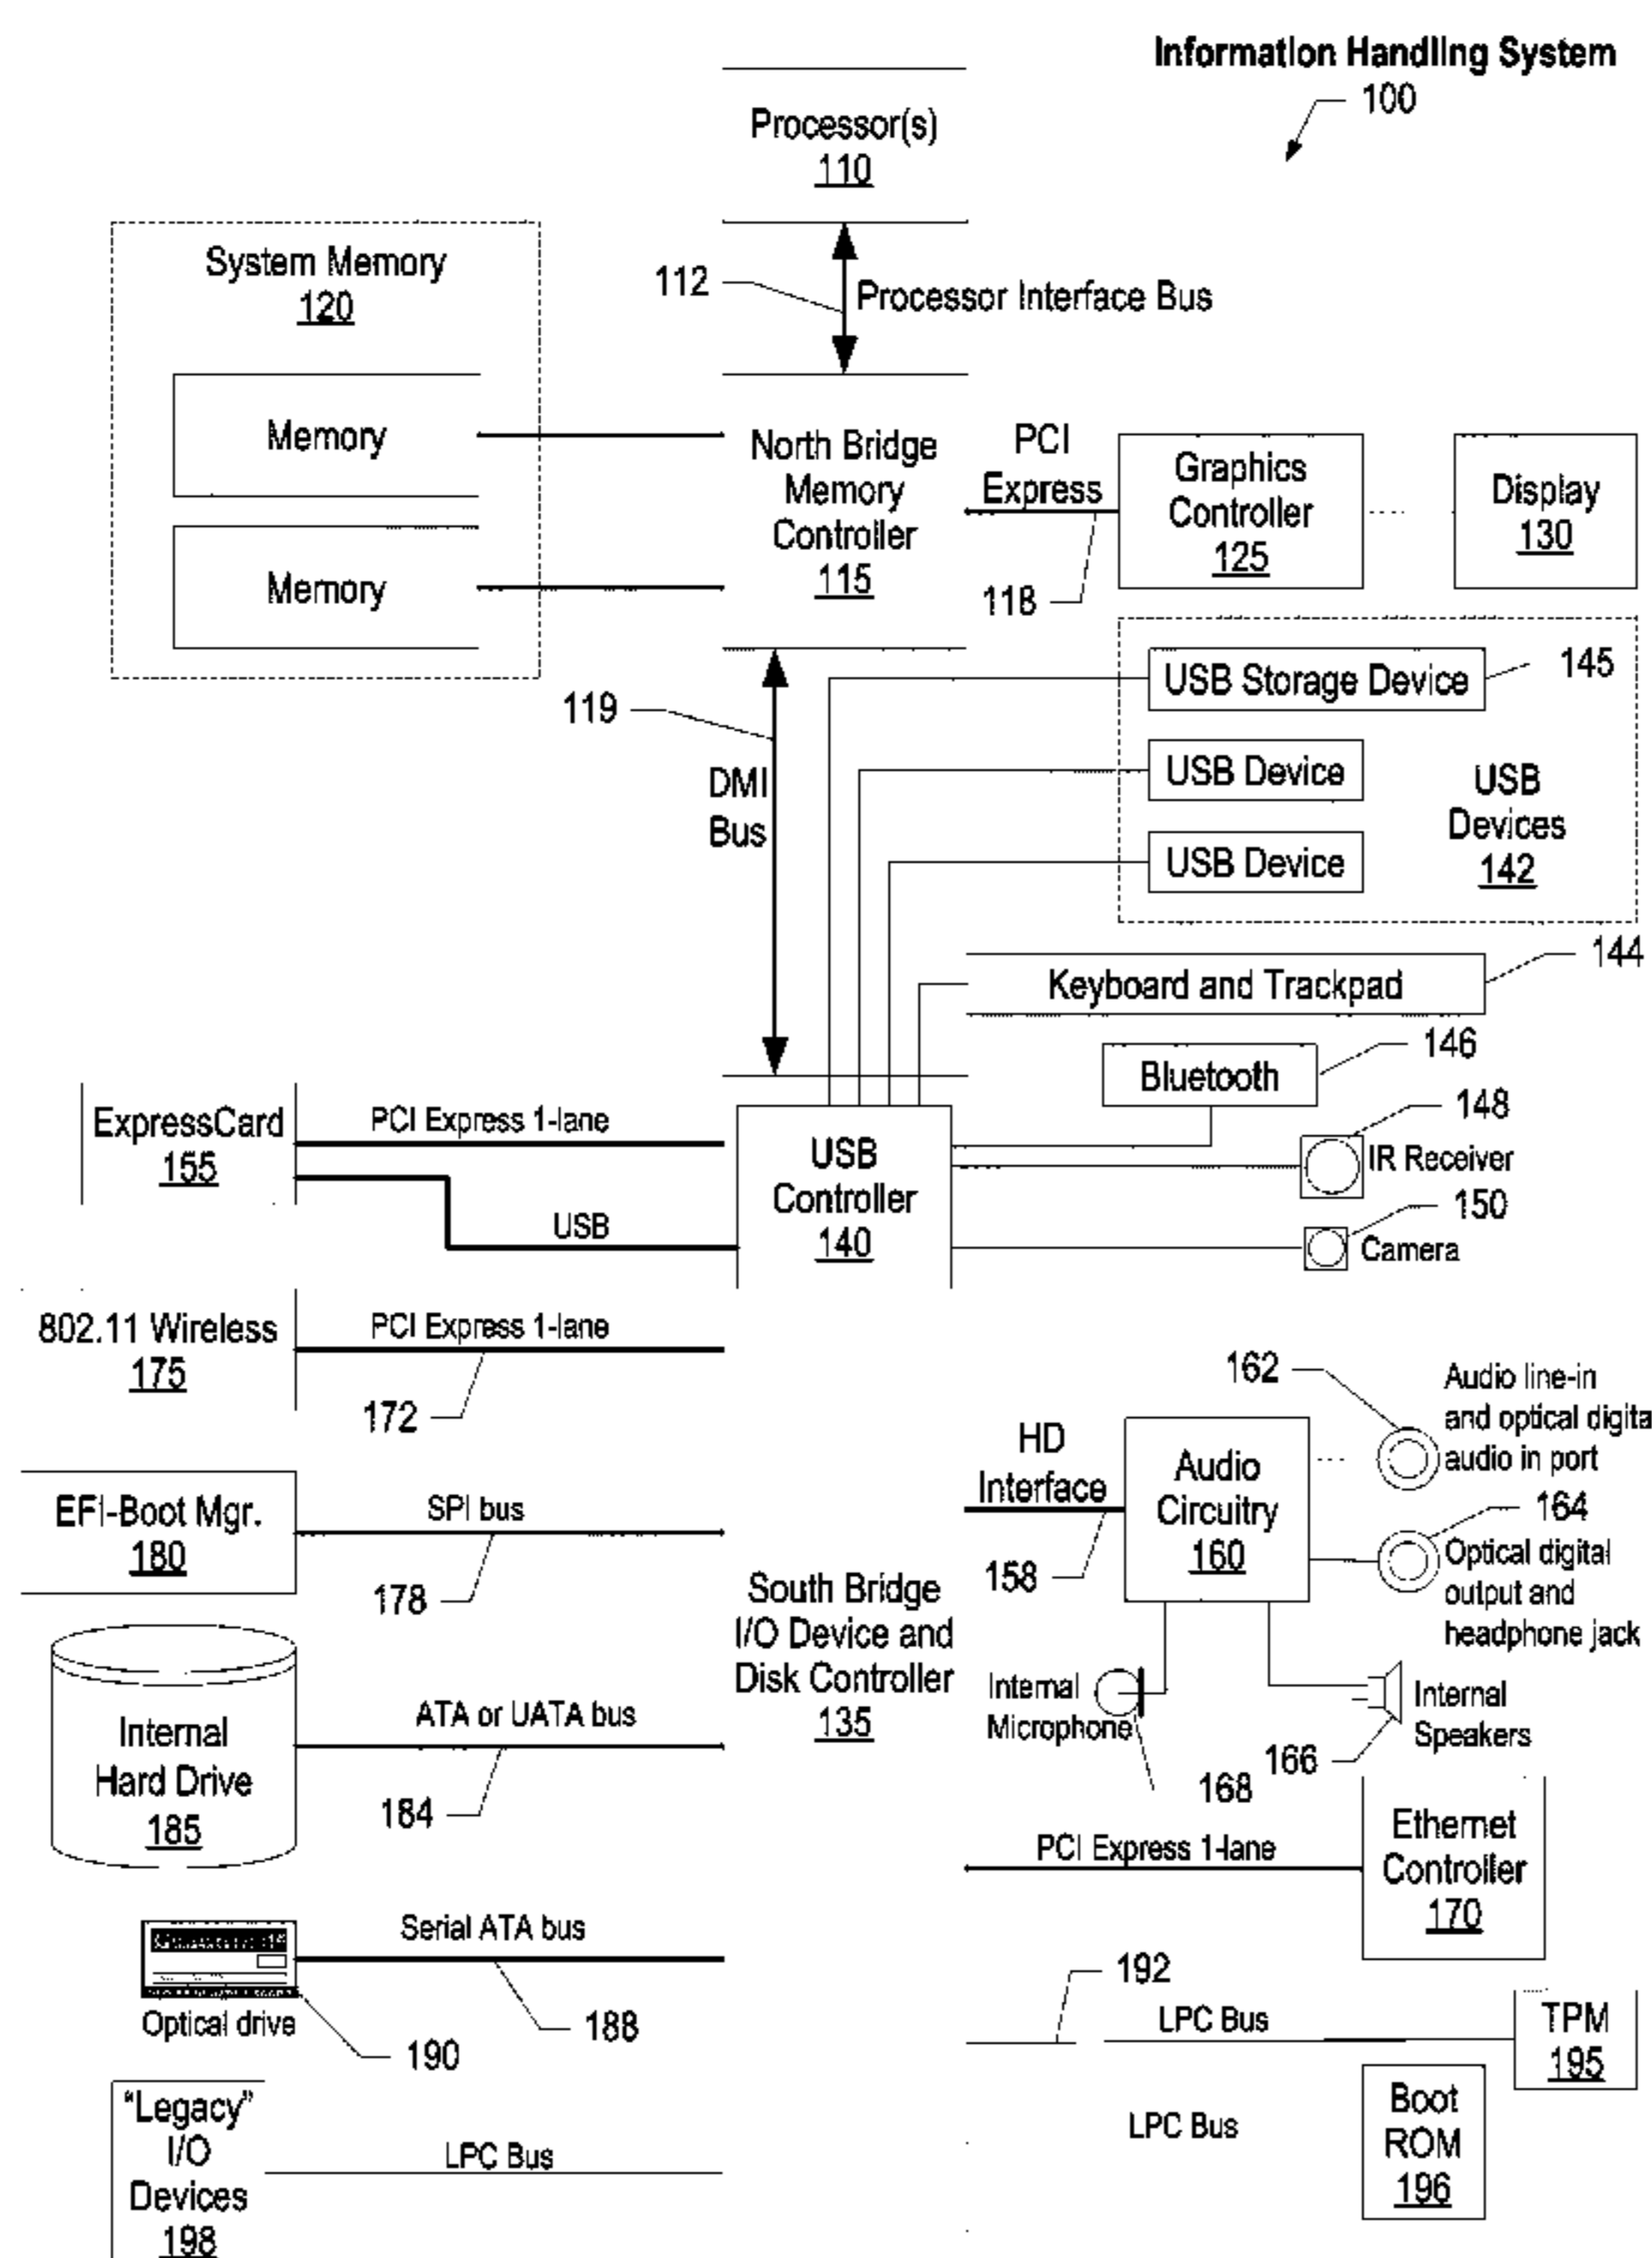 Information Handling System
100
Processor(s)
110
System Memory
120
112
Processor Interface Bus
Memory
Memory
North Bridge
Memory
Controller
115
PCI
Express
118
Graphics
Controller
125
Display
130
119
DMI
Bus
USB Storage Device
145
USB Device
USB Device
USB
Devices
142
Keyboard and Trackpad
144
Bluetooth
146
148
IR Receiver
150
Camera
ExpressCard
155
PCI Express 1-lane
USB
USB
Controller
140
802.11 Wireless
175
PCI Express 1-lane
172
162
Audio line-in
and optical digita
audio in port
HD
Interface
158
Audio
Circuitry
160
164
Optical digital
output and
headphone jack
EFI-Boot Mgr.
180
SPI bus
178
South Bridge
I/O Device and
Disk Controller
135
Internal
Microphone
168
166
Internal
Speakers
Internal
Hard Drive
185
ATA or UATA bus
184
PCI Express 1-lane
Ethernet
Controller
170
Optical drive
190
Serial ATA bus
188
192
LPC Bus
TPM
195
LPC Bus
Boot
ROM
196
"Legacy"
I/O
Devices
198
LPC Bus